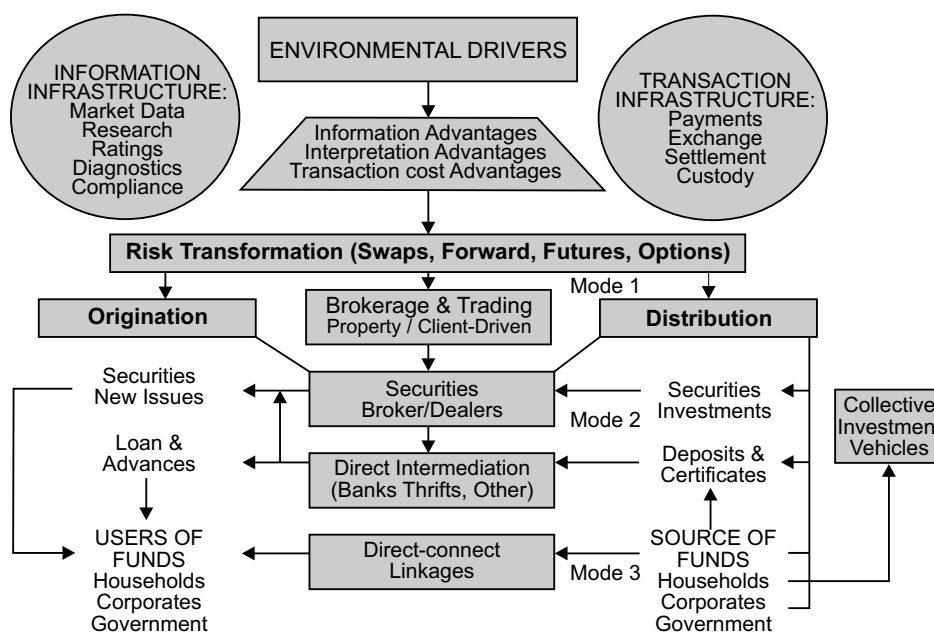 ENVIRONMENTAL DRIVERS
INFORMATION
INFRASTRUCTURE:
Market Data
Research
Ratings
Diagnostics
Compliance
TRANSACTION
INFRASTRUCTURE:
Payments
Exchange
Settlement
Custody
Information Advantages
Interpretation Advantages
Transaction cost Advantages
Risk Transformation (Swaps, Forward, Futures, Options)
Mode 1
Origination
Brokerage & Trading
Property / Client-Driven
Distribution
Securities
New Issues
Securities
Broker/Dealers
Mode 2
Securities
Investments
Collective
Investmen
Vehicles
Loan &
Advances
Direct Intermediation
(Banks Thrifts, Other)
Deposits &
Certificates
USERS OF
FUNDS
Households
Corporates
Government
Direct-connect
Linkages
Mode 3
SOURCE OF
FUNDS
Households
Corporates
Government